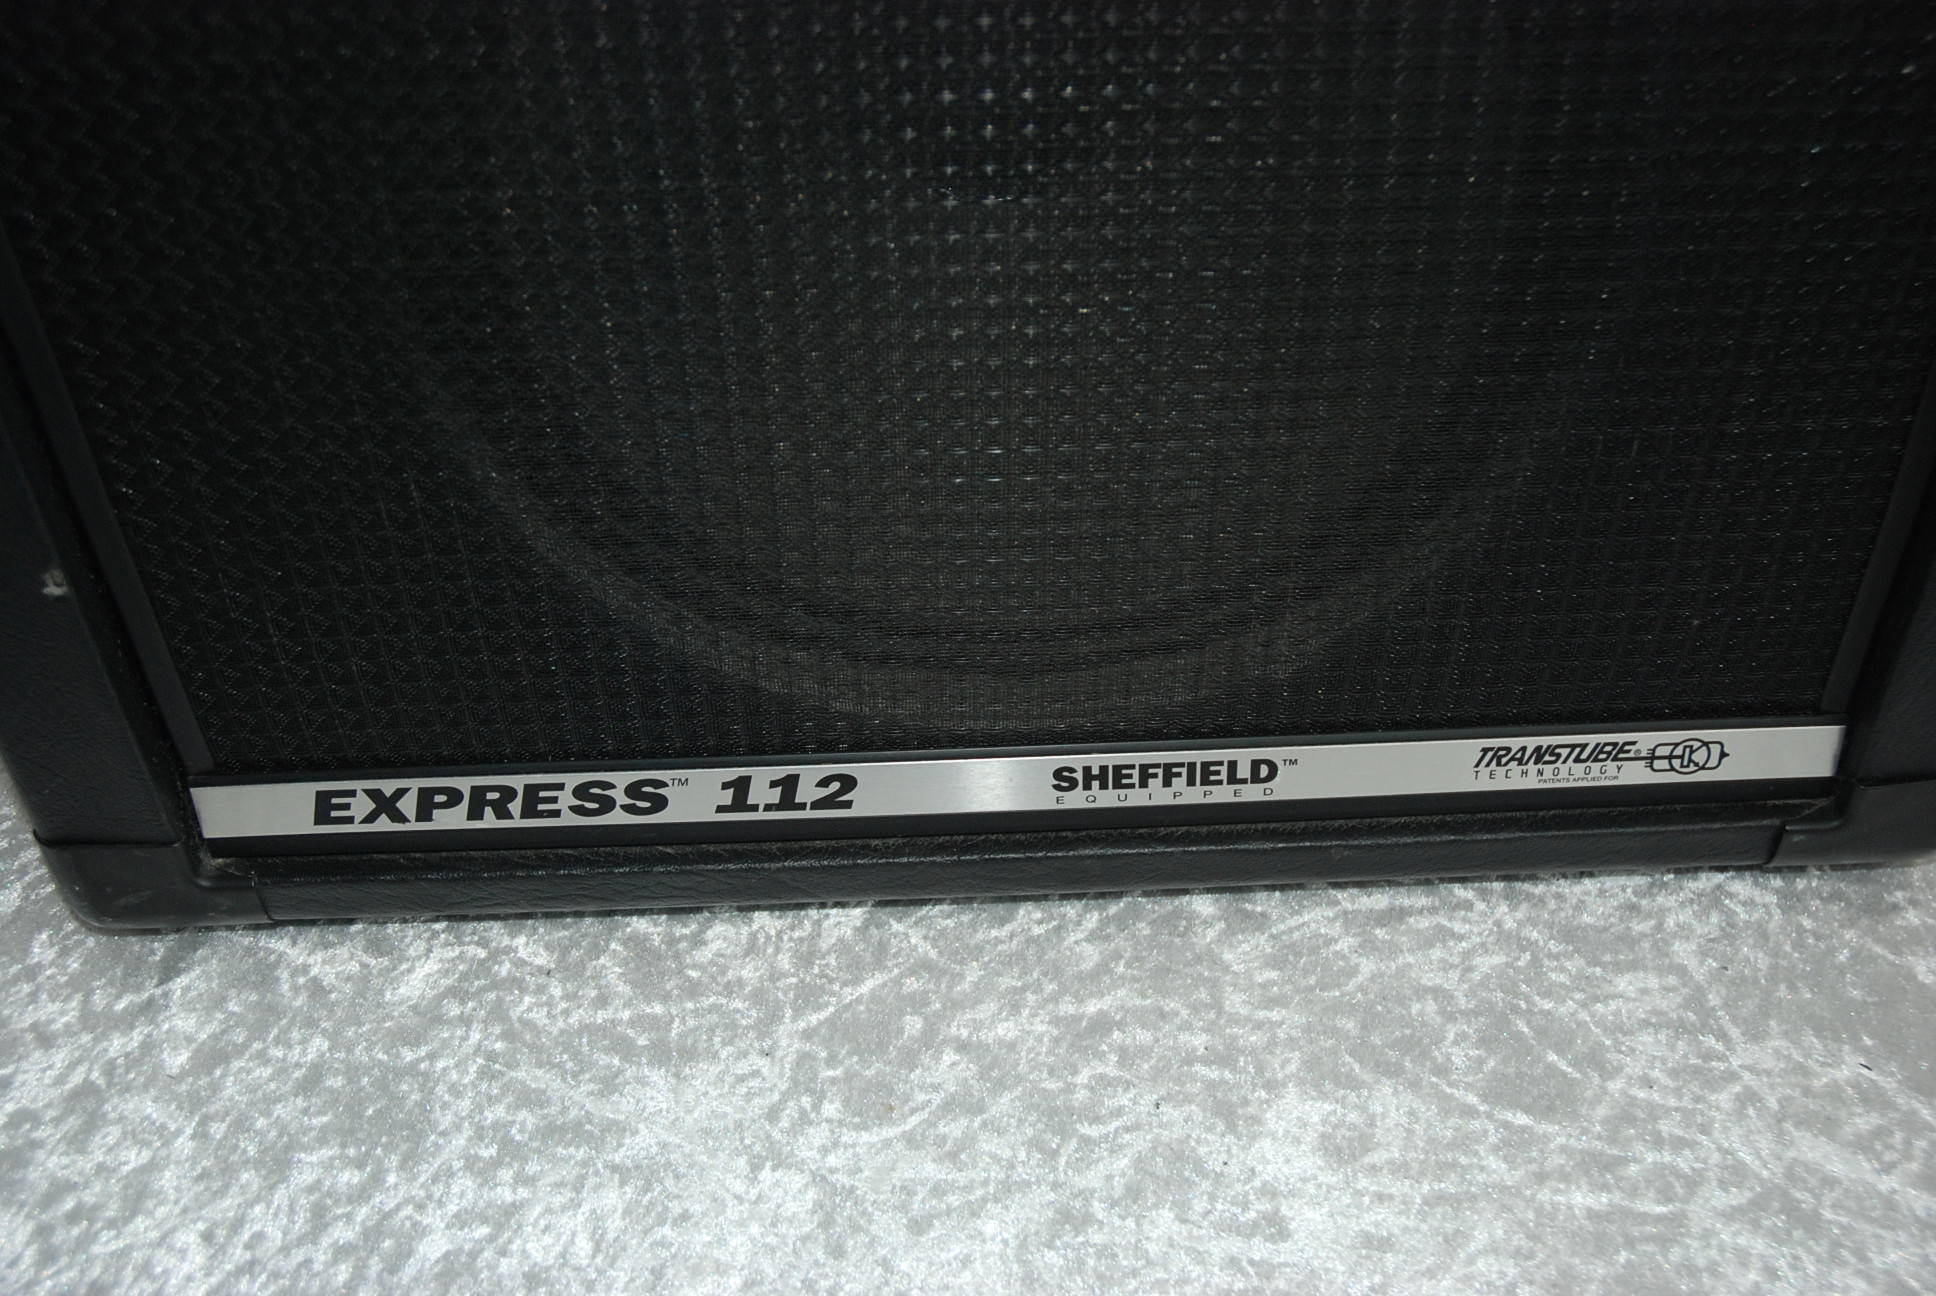 EXPRESS™ 112
SHEFFIELD™
EQUIPPED
TRANSTUBE®
TECHNOLOGY
PATENTS APPLIED FOR
K